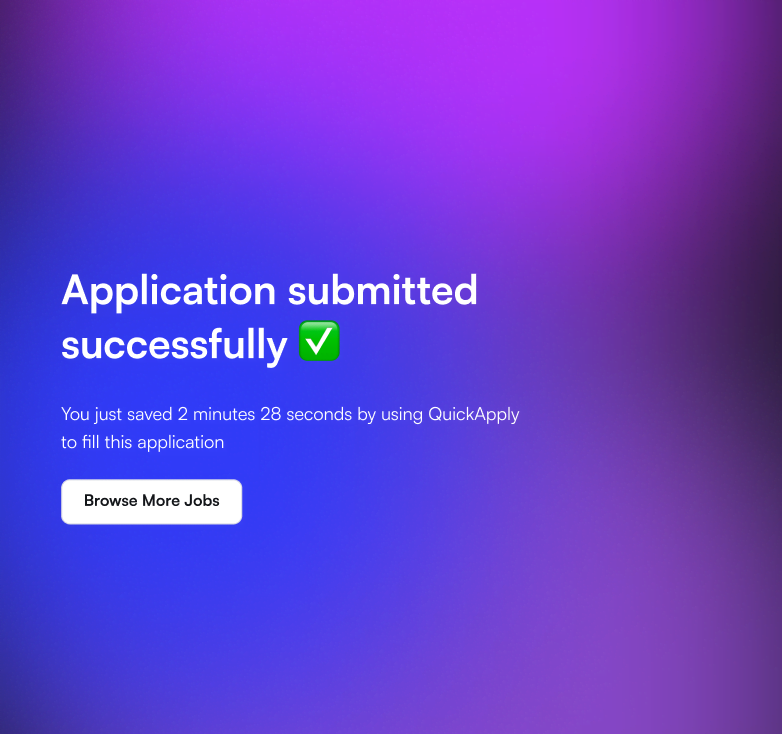 Application submitted
successfully ✅
You just saved 2 minutes 28 seconds by using QuickApply
to fill this application
Browse More Jobs